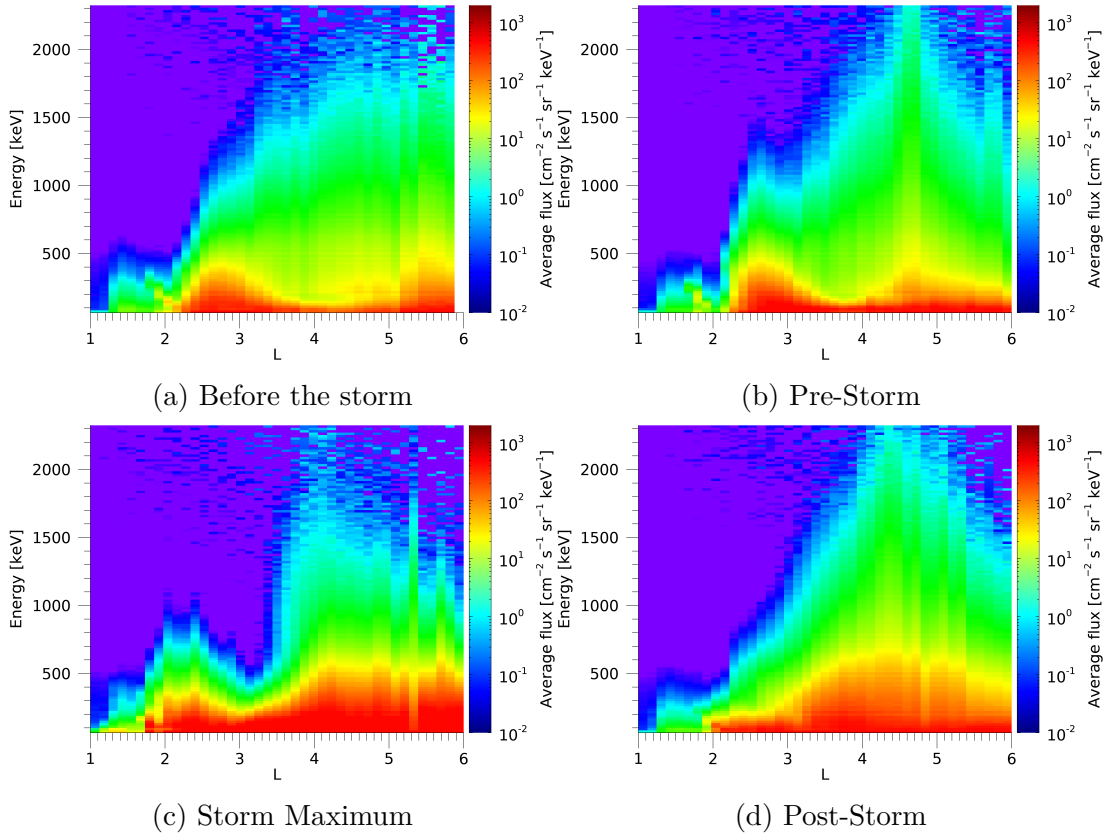 2000
1500
1000
500
Energy [keV]
1 2 3 4 5 6
L
10³
10²
10¹
10⁰
10⁻¹
10⁻²
Average flux [cm⁻² s⁻¹ sr⁻¹ keV⁻¹]
(a) Before the storm
2000
1500
1000
500
Energy [keV]
1 2 3 4 5 6
L
10³
10²
10¹
10⁰
10⁻¹
10⁻²
Average flux [cm⁻² s⁻¹ sr⁻¹ keV⁻¹]
(b) Pre-Storm
2000
1500
1000
500
Energy [keV]
1 2 3 4 5 6
L
10³
10²
10¹
10⁰
10⁻¹
10⁻²
Average flux [cm⁻² s⁻¹ sr⁻¹ keV⁻¹]
(c) Storm Maximum
2000
1500
1000
500
Energy [keV]
1 2 3 4 5 6
L
10³
10²
10¹
10⁰
10⁻¹
10⁻²
Average flux [cm⁻² s⁻¹ sr⁻¹ keV⁻¹]
(d) Post-Storm